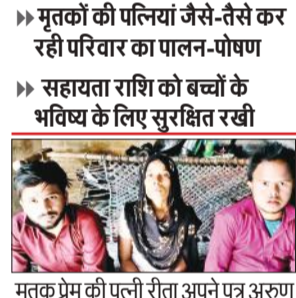 मृतकों की पत्नियां जैसे-तैसे कर
रही परिवार का पालन-पोषण
सहायता राशि को बच्चों के
भविष्य के लिए सुरक्षित रखी
मृतक प्रेम की पत्नी रीता अपने पुत्र अरुण